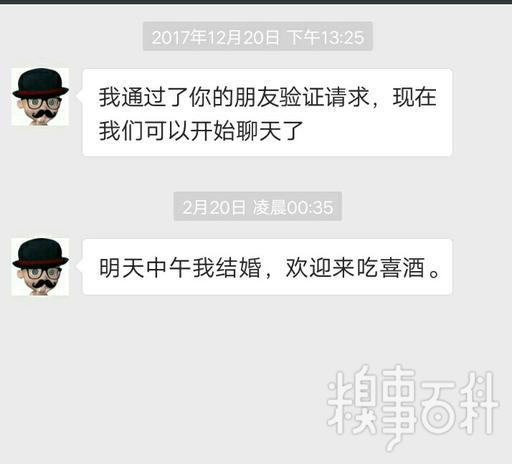 2017年12月20日 下午13:25
我通过了你的朋友验证请求，现在
我们可以开始聊天了
2月20日 凌晨00:35
明天中午我结婚，欢迎来吃喜酒。
糗事百科